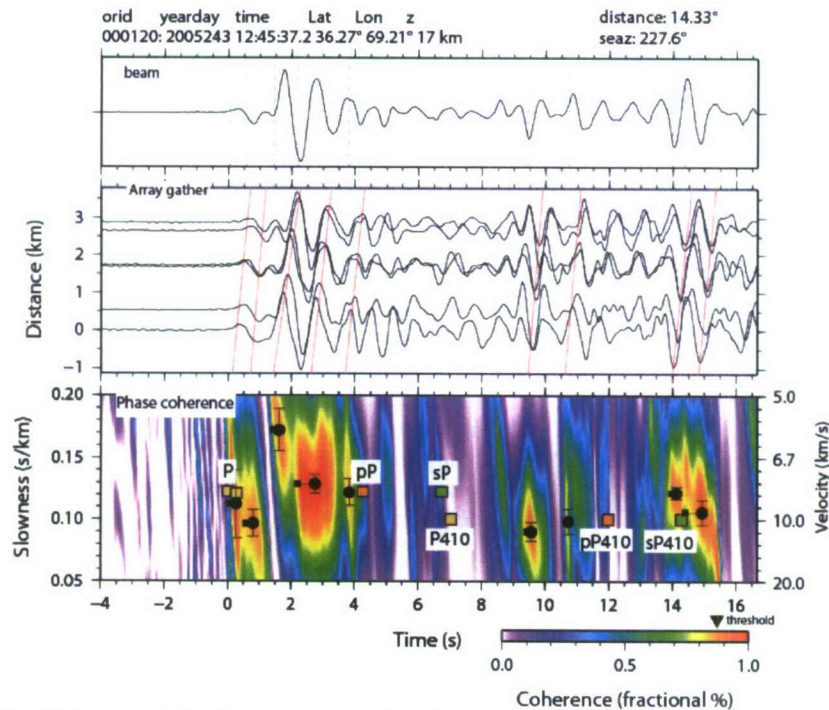 orid yearday time Lat Lon z distance: 14.33°
000120: 2005243 12:45:37.2 36.27° 69.21° 17 km seaz: 227.6°
beam
Array gather
3
2
1
0
−1
Distance (km)
Phase coherence
0.20
0.15
0.10
0.05
Slowness (s/km)
5.0
6.7
10.0
20.0
Velocity (km/s)
P
pP
sP
P410
pP410
sP410
−4 −2 0 2 4 6 8 10 12 14 16
Time (s)
threshold
0.0 0.5 1.0
Coherence (fractional %)